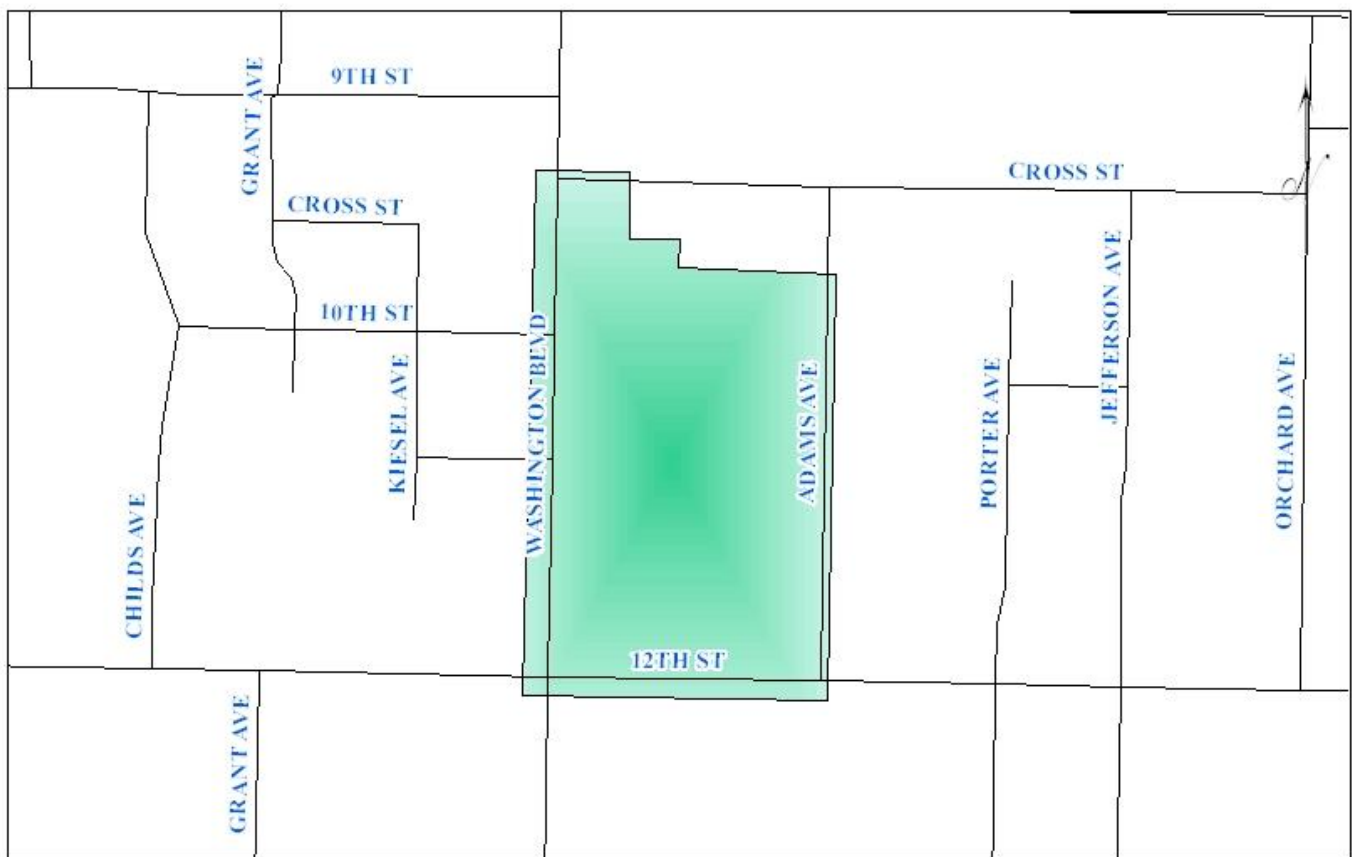 9TH ST
GRANT AVE
CROSS ST
CROSS ST
10TH ST
JEFFERSON AVE
WASHINGTON BLVD
KIESEL AVE
ADAMS AVE
PORTER AVE
ORCHARD AVE
CHILDS AVE
12TH ST
GRANT AVE
N